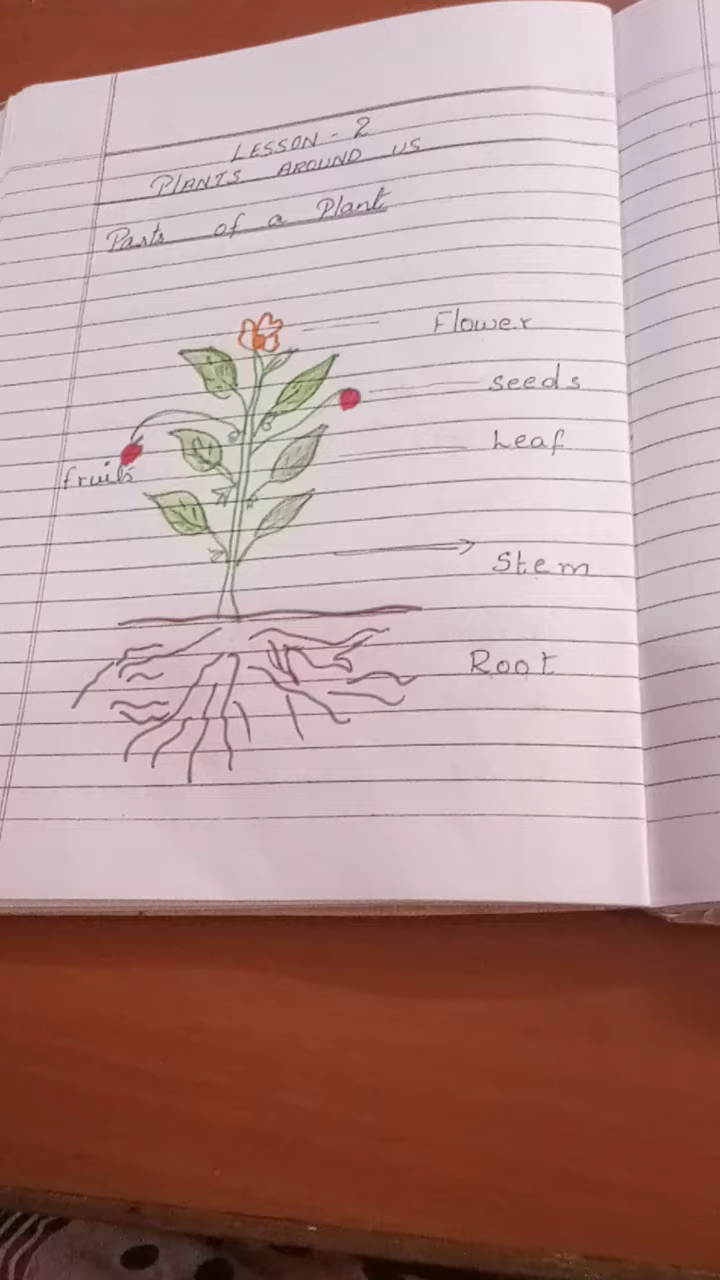 LESSON - 2
PLANTS AROUND US
Parts of a Plant
Flower
seeds
Leaf
fruits
Stem
Root